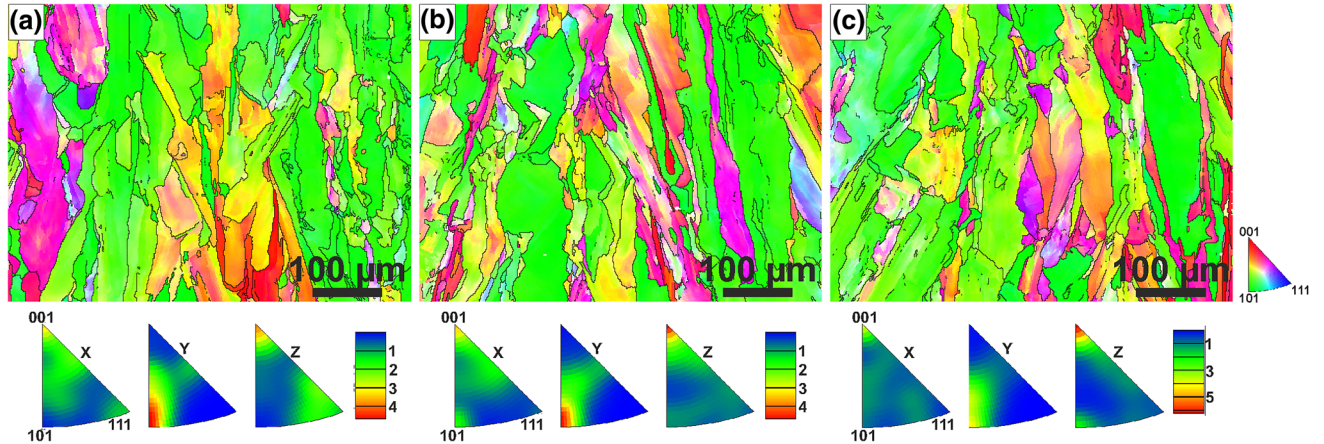 (a) (b) (c)
100 µm 100 µm 100 µm
001
101 111
001 001 001
X Y Z X Y Z X Y Z
1 1 1
2 2 3
3 3 5
4 4
101 111 101 111 101 111